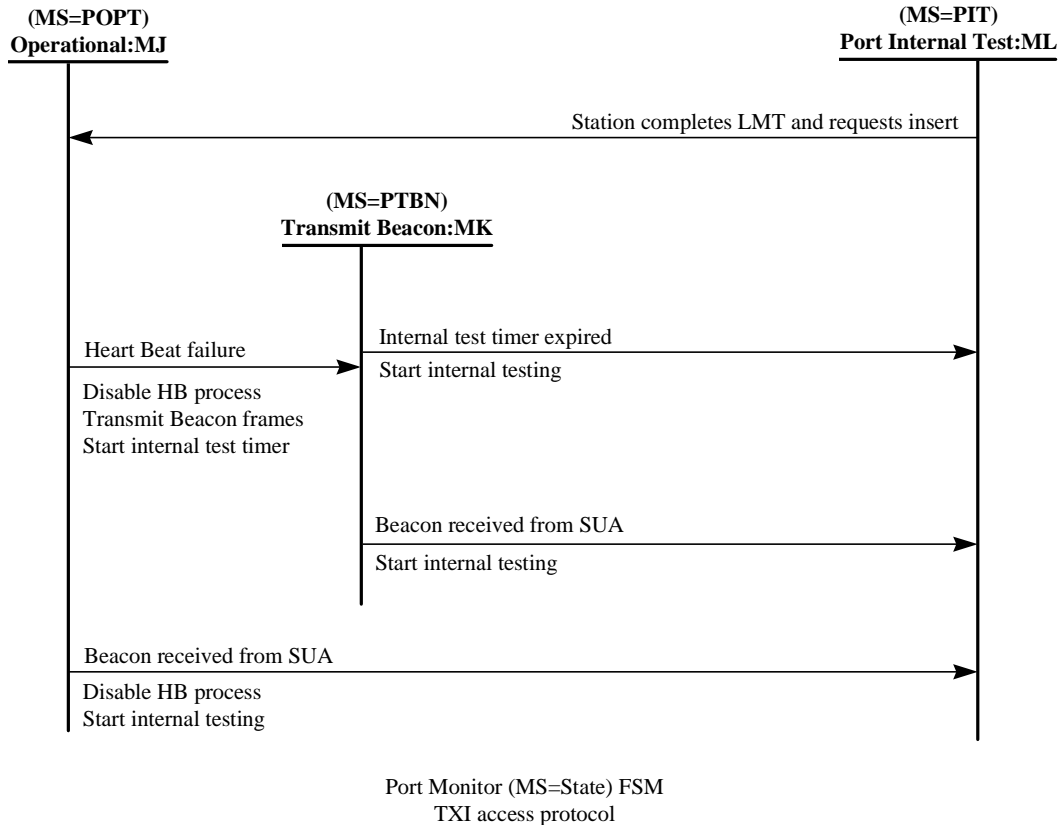 (MS=POPT)
Operational:MJ
(MS=PIT)
Port Internal Test:ML
Station completes LMT and requests insert
(MS=PTBN)
Transmit Beacon:MK
Heart Beat failure
Disable HB process
Transmit Beacon frames
Start internal test timer
Internal test timer expired
Start internal testing
Beacon received from SUA
Start internal testing
Beacon received from SUA
Disable HB process
Start internal testing
Port Monitor (MS=State) FSM
TXI access protocol